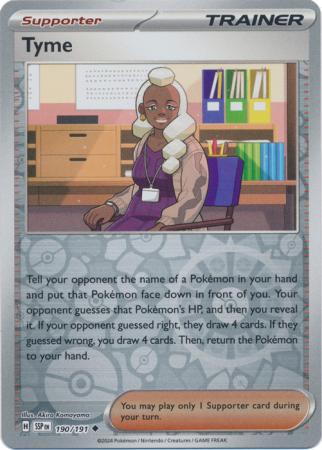 Supporter
TRAINER
Tyme
Tell your opponent the name of a Pokémon in your hand
and put that Pokémon face down in front of you. Your
opponent guesses that Pokémon's HP, and then you reveal
it. If your opponent guessed right, they draw 4 cards. If they
guessed wrong, you draw 4 cards. Then, return the Pokémon
to your hand.
Illus. Akira Komayama
H SSP EN 190/191
You may play only 1 Supporter card during
your turn.
©2024 Pokémon / Nintendo / Creatures / GAME FREAK